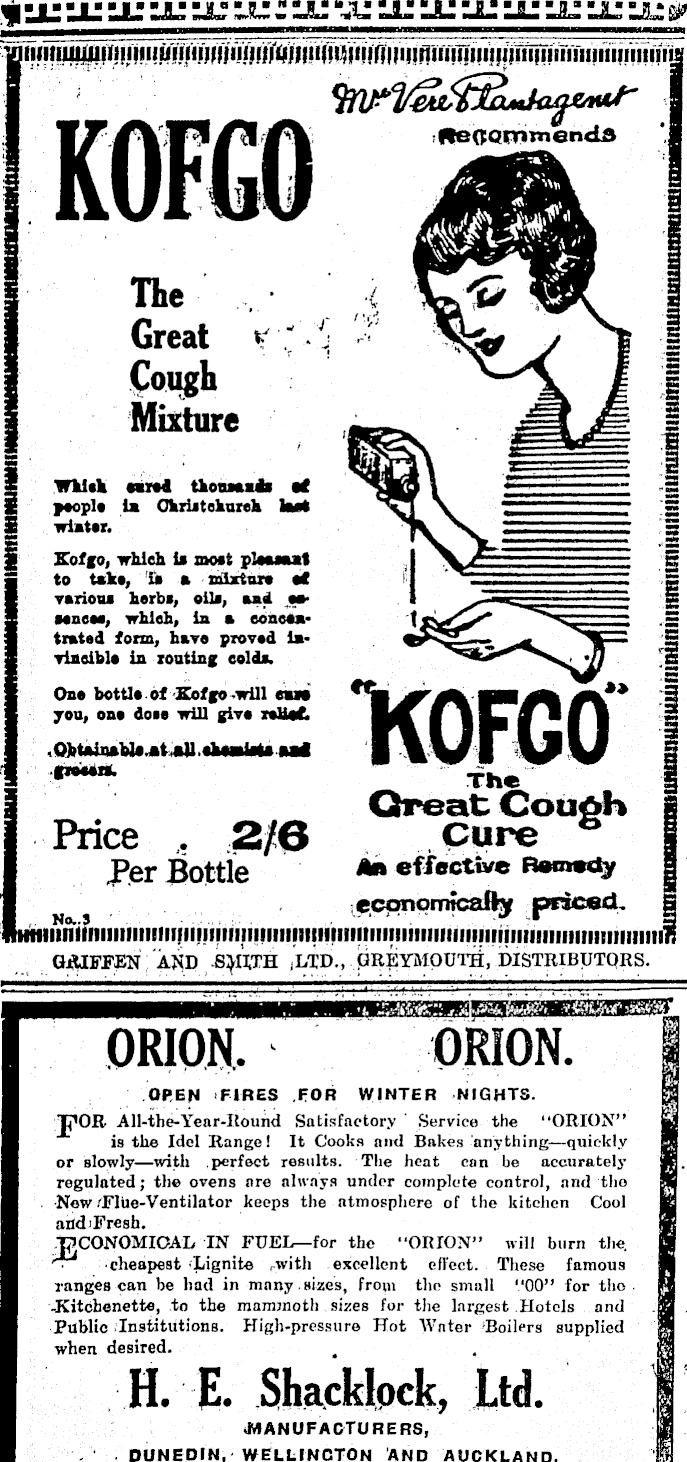 KOFGO
The
Great
Cough
Mixture
Which cured thousands of
people in Christchurch last
winter.
Kofgo, which is most pleasant
to take, is a mixture of
various herbs, oils, and es-
sences, which, in a concen-
trated form, have proved in-
vincible in routing colds.
One bottle of Kofgo will cure
you, one dose will give relief.
Obtainable at all chemists and
grocers.
Price . 2/6
Per Bottle
No. 3
Mrs Vere Plantagenet
Recommends
"KOFGO"
The
Great Cough
Cure
An effective Remedy
economically priced.
GRIFFEN AND SMITH LTD., GREYMOUTH, DISTRIBUTORS.
ORION. ORION.
OPEN FIRES FOR WINTER NIGHTS.
FOR All-the-Year-Round Satisfactory Service the "ORION"
is the Idel Range! It Cooks and Bakes anything—quickly
or slowly—with perfect results. The heat can be accurately
regulated; the ovens are always under complete control, and the
New Flue-Ventilator keeps the atmosphere of the kitchen Cool
and Fresh.
ECONOMICAL IN FUEL—for the "ORION" will burn the
cheapest Lignite with excellent effect. These famous
ranges can be had in many sizes, from the small "00" for the
Kitchenette, to the mammoth sizes for the largest Hotels and
Public Institutions. High-pressure Hot Water Boilers supplied
when desired.
H. E. Shacklock, Ltd.
MANUFACTURERS,
DUNEDIN, WELLINGTON AND AUCKLAND.